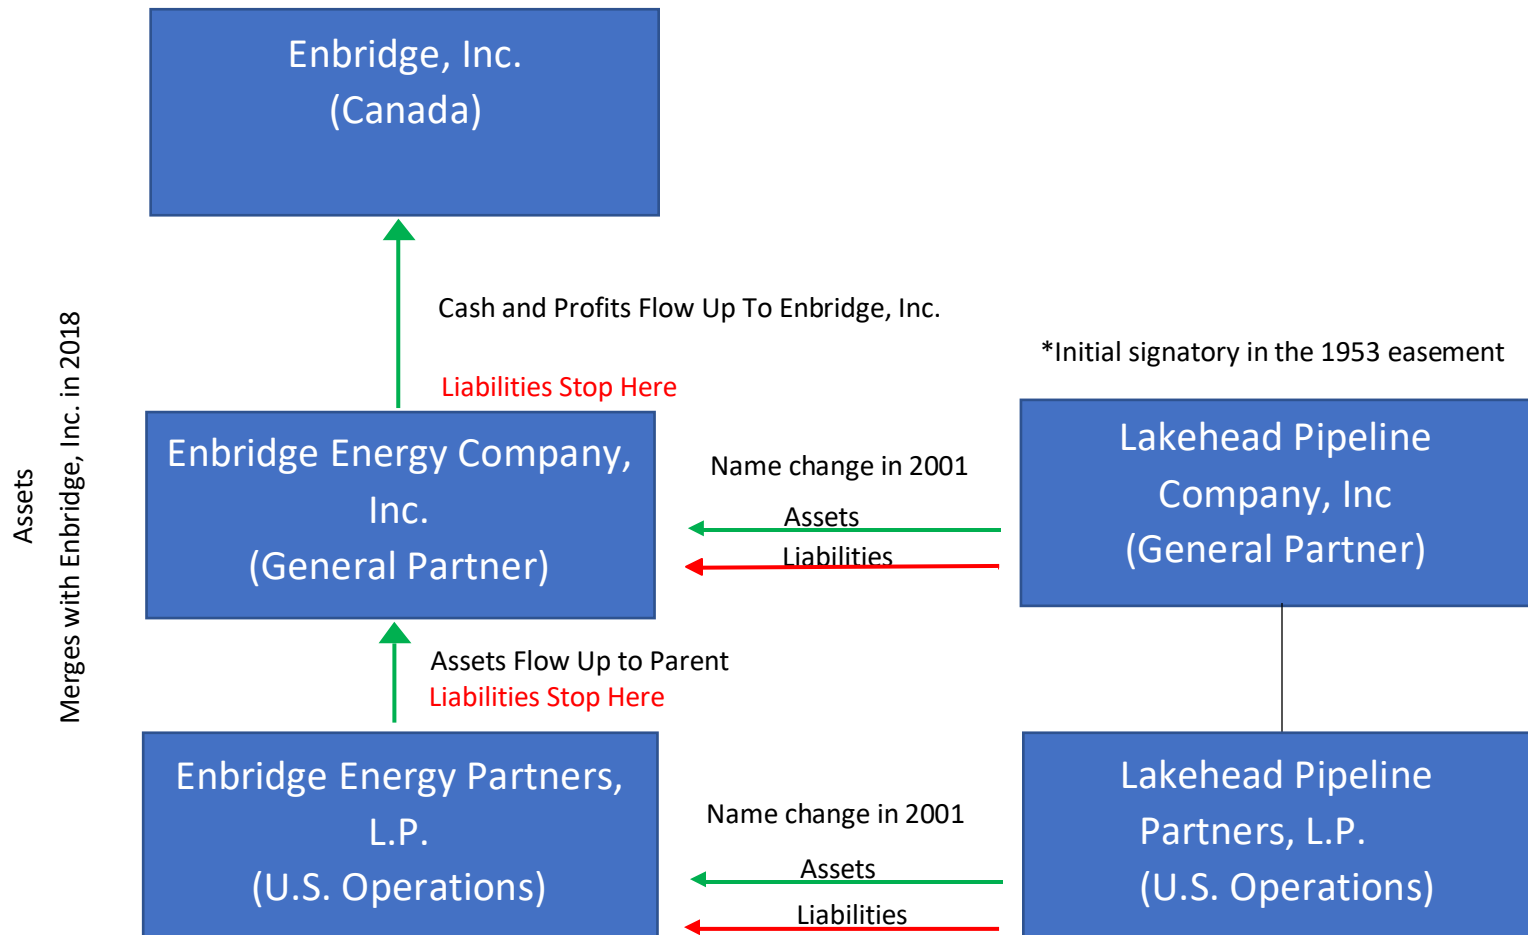 Enbridge, Inc.
(Canada)
Cash and Profits Flow Up To Enbridge, Inc.
*Initial signatory in the 1953 easement
Liabilities Stop Here
Assets
Merges with Enbridge, Inc. in 2018
Enbridge Energy Company,
Inc.
(General Partner)
Name change in 2001
Assets
Liabilities
Lakehead Pipeline
Company, Inc
(General Partner)
Assets Flow Up to Parent
Liabilities Stop Here
Enbridge Energy Partners,
L.P.
(U.S. Operations)
Name change in 2001
Assets
Liabilities
Lakehead Pipeline
Partners, L.P.
(U.S. Operations)